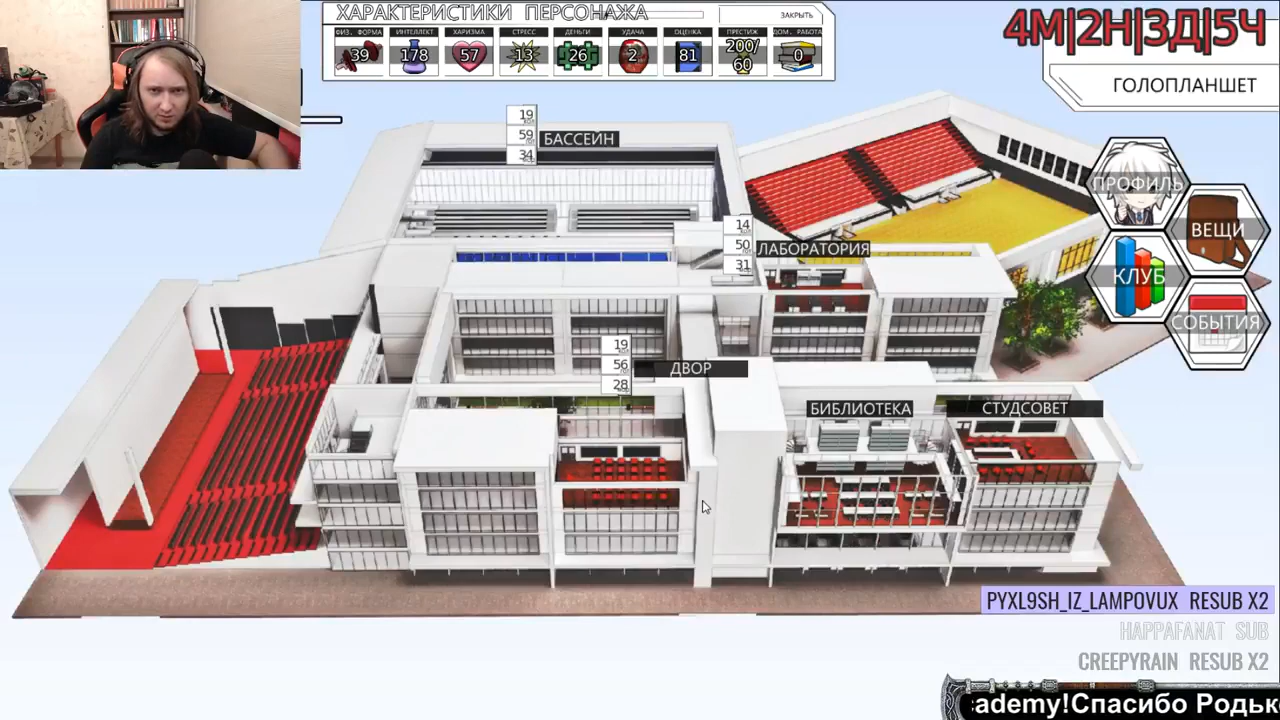 ХАРАКТЕРИСТИКИ ПЕРСОНАЖА
ЗАКРЫТЬ
ФИЗ. ФОРМА
39
ИНТЕЛЛЕКТ
178
ХАРИЗМА
57
СТРЕСС
13
ДЕНЬГИ
26
УДАЧА
2
ОЦЕНКА
81
ПРЕСТИЖ
200/
60
ДОМ. РАБОТА
0
4М|2Н|3Д|5Ч
ГОЛОПЛАНШЕТ
ПРОФИЛЬ
ВЕЩИ
КЛУБ
СОБЫТИЯ
19
59
34
БАССЕЙН
14
50
31
ЛАБОРАТОРИЯ
19
56
28
ДВОР
БИБЛИОТЕКА
СТУДСОВЕТ
PYXL9SH_IZ_LAMPOVUX RESUB X2
HAPPAFANAT SUB
CREEPYRAIN RESUB X2
ademy!Спасибо Родьк